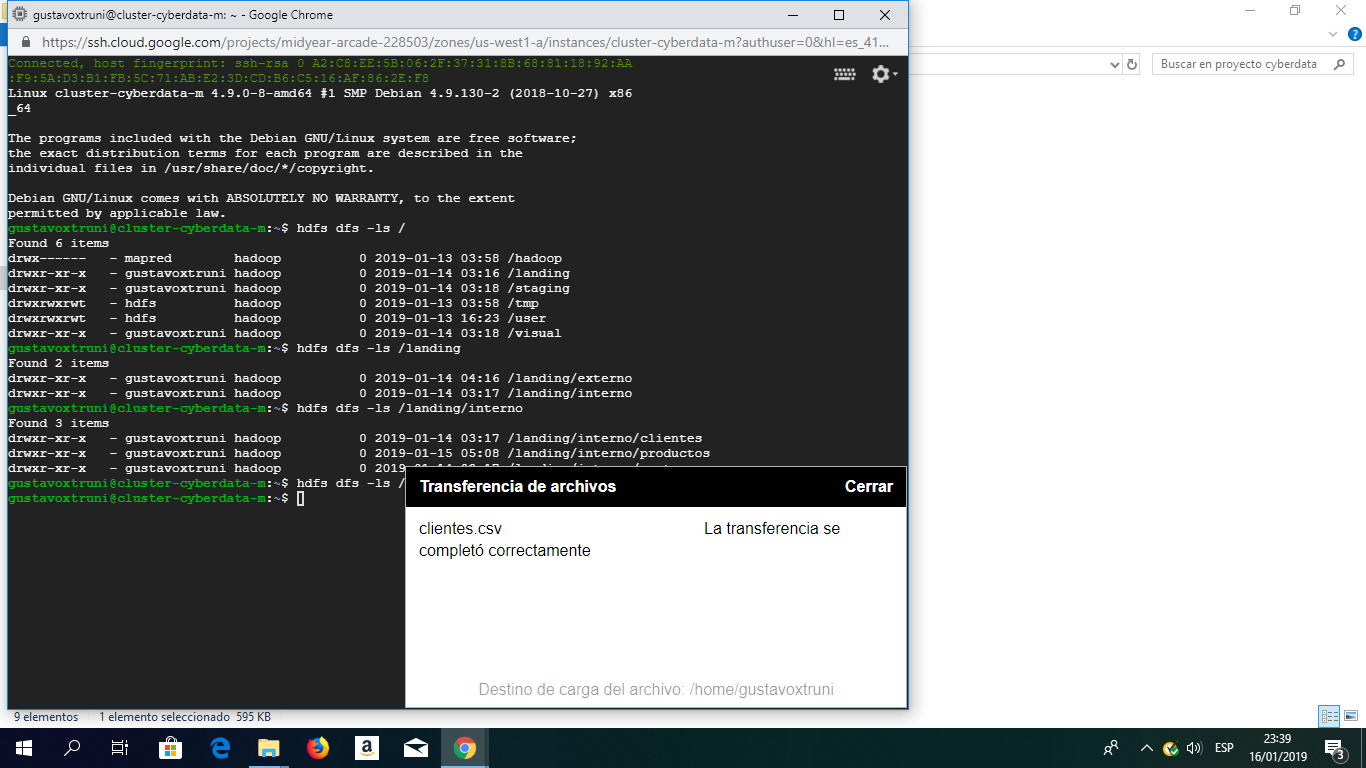 gustavoxtruni@cluster-cyberdata-m: ~ - Google Chrome
https://ssh.cloud.google.com/projects/midyear-arcade-228503/zones/us-west1-a/instances/cluster-cyberdata-m?authuser=0&hl=es_41...
Buscar en proyecto cyberdata
Connected, host fingerprint: ssh-rsa 0 A2:C8:EE:5B:06:2F:37:31:8B:68:81:18:92:AA
:F9:5A:D3:B1:FB:5C:71:AB:E2:3D:CD:B6:C5:16:AF:86:2E:F8
Linux cluster-cyberdata-m 4.9.0-8-amd64 #1 SMP Debian 4.9.130-2 (2018-10-27) x86
_64
The programs included with the Debian GNU/Linux system are free software;
the exact distribution terms for each program are described in the
individual files in /usr/share/doc/*/copyright.
Debian GNU/Linux comes with ABSOLUTELY NO WARRANTY, to the extent
permitted by applicable law.
gustavoxtruni@cluster-cyberdata-m:~$ hdfs dfs -ls /
Found 6 items
drwx------   - mapred        hadoop          0 2019-01-13 03:58 /hadoop
drwxr-xr-x   - gustavoxtruni hadoop          0 2019-01-14 03:16 /landing
drwxr-xr-x   - gustavoxtruni hadoop          0 2019-01-14 03:18 /staging
drwxrwxrwt   - hdfs          hadoop          0 2019-01-13 03:58 /tmp
drwxrwxrwt   - hdfs          hadoop          0 2019-01-13 16:23 /user
drwxr-xr-x   - gustavoxtruni hadoop          0 2019-01-14 03:18 /visual
gustavoxtruni@cluster-cyberdata-m:~$ hdfs dfs -ls /landing
Found 2 items
drwxr-xr-x   - gustavoxtruni hadoop          0 2019-01-14 04:16 /landing/externo
drwxr-xr-x   - gustavoxtruni hadoop          0 2019-01-14 03:17 /landing/interno
gustavoxtruni@cluster-cyberdata-m:~$ hdfs dfs -ls /landing/interno
Found 3 items
drwxr-xr-x   - gustavoxtruni hadoop          0 2019-01-14 03:17 /landing/interno/clientes
drwxr-xr-x   - gustavoxtruni hadoop          0 2019-01-15 05:08 /landing/interno/productos
drwxr-xr-x   - gustavoxtruni hadoop          0 2019
gustavoxtruni@cluster-cyberdata-m:~$ hdfs dfs -ls /
gustavoxtruni@cluster-cyberdata-m:~$
Transferencia de archivos Cerrar
clientes.csv La transferencia se
completó correctamente
Destino de carga del archivo: /home/gustavoxtruni
9 elementos 1 elemento seleccionado 595 KB
ESP
23:39
16/01/2019
3